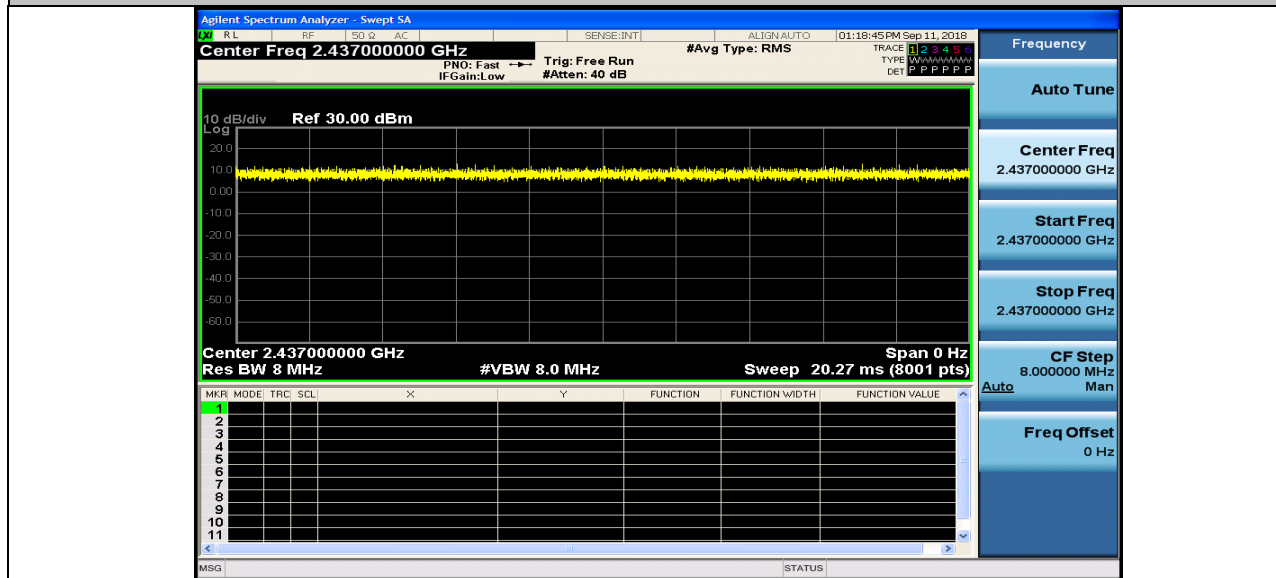 Agilent Spectrum Analyzer - Swept SA
LXI RL RF 50 Ω AC SENSE:INT ALIGN AUTO 01:18:45 PM Sep 11, 2018
Center Freq 2.437000000 GHz #Avg Type: RMS TRACE 1 2 3 4 5 6
PNO: Fast Trig: Free Run TYPE W
IFGain:Low #Atten: 40 dB DET P P P P P P
10 dB/div Ref 30.00 dBm
Log
20.0
10.0
0.00
-10.0
-20.0
-30.0
-40.0
-50.0
-60.0
Center 2.437000000 GHz Span 0 Hz
Res BW 8 MHz #VBW 8.0 MHz Sweep 20.27 ms (8001 pts)
MKR MODE TRC SCL X Y FUNCTION FUNCTION WIDTH FUNCTION VALUE
1
2
3
4
5
6
7
8
9
10
11
MSG STATUS
Frequency
Auto Tune
Center Freq
2.437000000 GHz
Start Freq
2.437000000 GHz
Stop Freq
2.437000000 GHz
CF Step
8.000000 MHz
Auto Man
Freq Offset
0 Hz